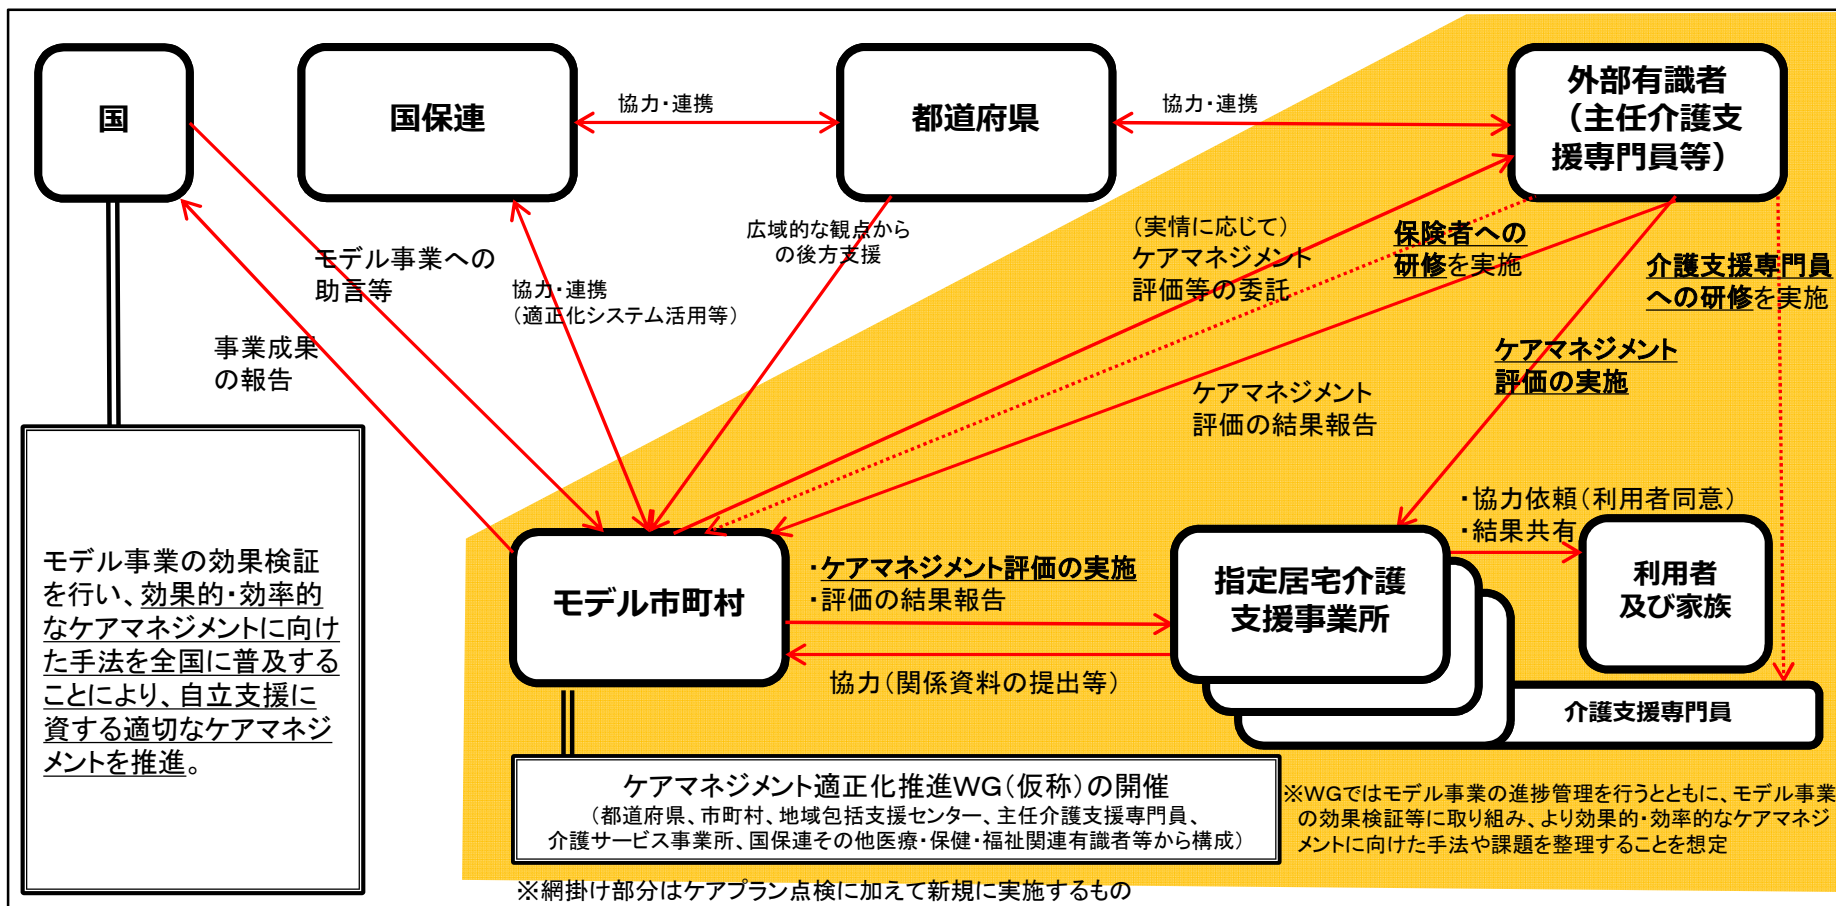 国
国保連
協力・連携
都道府県
協力・連携
外部有識者
（主任介護支
援専門員等）
モデル事業への
助言等
事業成果
の報告
協力・連携
（適正化システム活用等）
広域的な観点から
の後方支援
（実情に応じて）
ケアマネジメント
評価等の委託
保険者への
研修を実施
介護支援専門員
への研修を実施
ケアマネジメント
評価の実施
ケアマネジメント
評価の結果報告
モデル事業の効果検証
を行い、効果的・効率的
なケアマネジメントに向け
た手法を全国に普及する
ことにより、自立支援に
資する適切なケアマネジ
メントを推進。
モデル市町村
・ケアマネジメント評価の実施
・評価の結果報告
協力（関係資料の提出等）
指定居宅介護
支援事業所
・協力依頼（利用者同意）
・結果共有
利用者
及び家族
介護支援専門員
ケアマネジメント適正化推進WG（仮称）の開催
（都道府県、市町村、地域包括支援センター、主任介護支援専門員、
介護サービス事業所、国保連その他医療・保健・福祉関連有識者等から構成）
※WGではモデル事業の進捗管理を行うとともに、モデル事業
の効果検証等に取り組み、より効果的・効率的なケアマネジ
メントに向けた手法や課題を整理することを想定
※網掛け部分はケアプラン点検に加えて新規に実施するもの